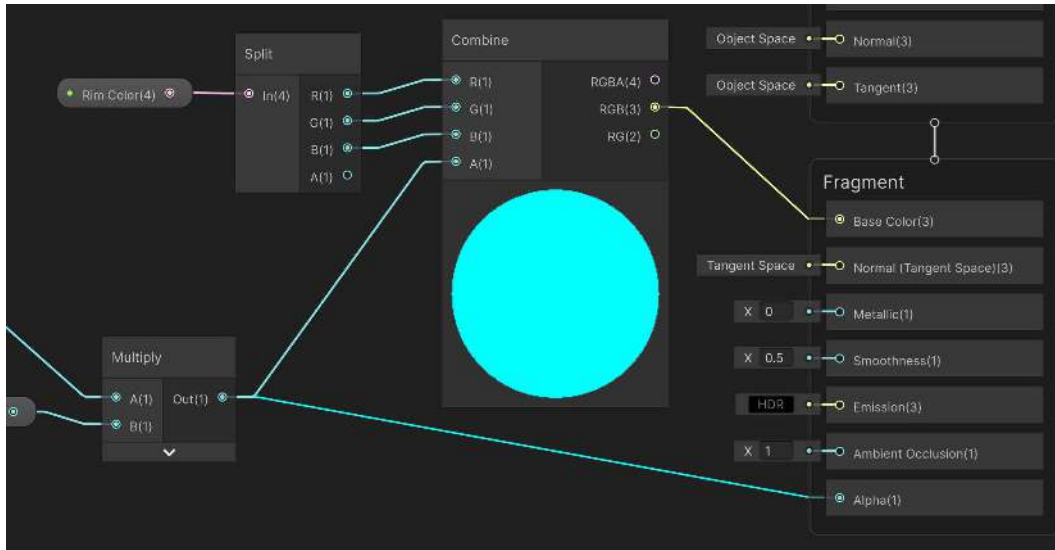 Object Space
Normal(3)
Object Space
Tangent(3)
Rim Color(4)
Split
In(4)
R(1)
G(1)
B(1)
A(1)
Combine
R(1)
G(1)
B(1)
A(1)
RGBA(4)
RGB(3)
RG(2)
Fragment
Base Color(3)
Tangent Space
Normal (Tangent Space)(3)
X 0
Metallic(1)
X 0.5
Smoothness(1)
HDR
Emission(3)
X 1
Ambient Occlusion(1)
Alpha(1)
Multiply
A(1)
B(1)
Out(1)